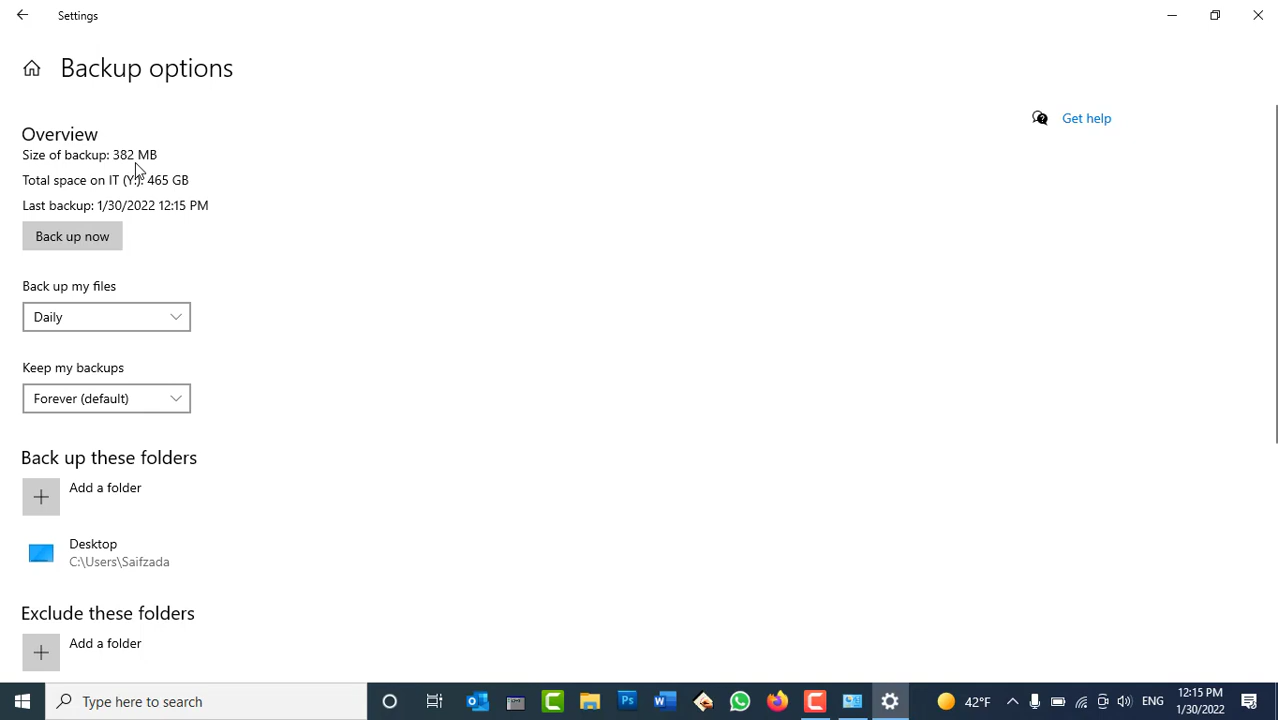 Settings
Backup options
Get help
Overview
Size of backup: 382 MB
Total space on IT (Y:): 465 GB
Last backup: 1/30/2022 12:15 PM
Back up now
Back up my files
Daily
Keep my backups
Forever (default)
Back up these folders
Add a folder
Desktop
C:\Users\Saifzada
Exclude these folders
Add a folder
Type here to search
Ps
42°F
ENG
12:15 PM
1/30/2022